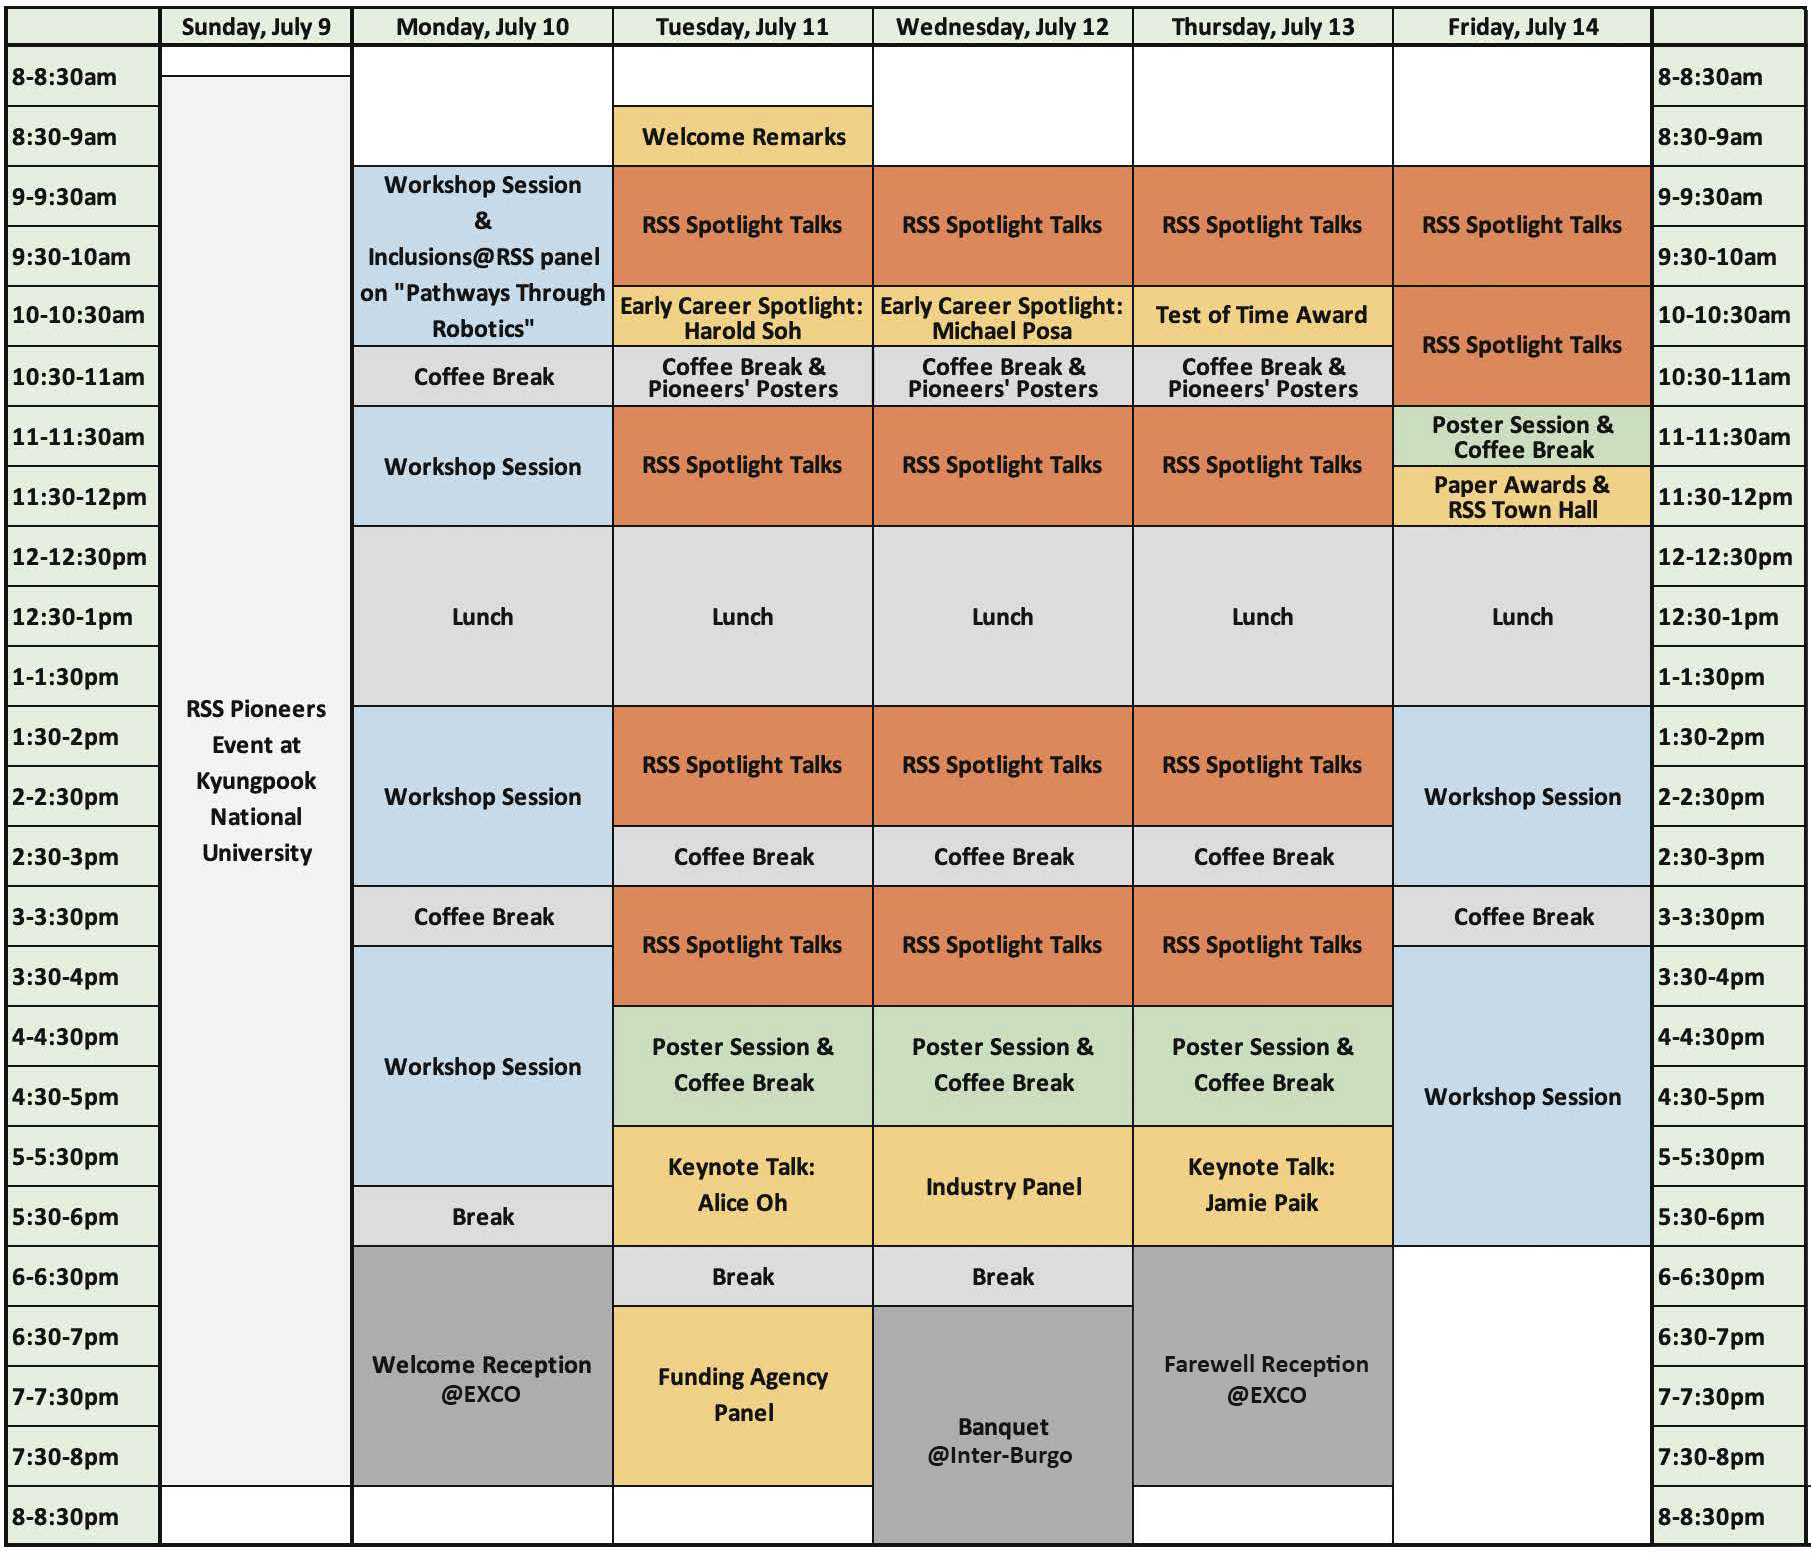 Sunday, July 9
Monday, July 10
Tuesday, July 11
Wednesday, July 12
Thursday, July 13
Friday, July 14
8-8:30am
8:30-9am
9-9:30am
9:30-10am
10-10:30am
10:30-11am
11-11:30am
11:30-12pm
12-12:30pm
12:30-1pm
1-1:30pm
1:30-2pm
2-2:30pm
2:30-3pm
3-3:30pm
3:30-4pm
4-4:30pm
4:30-5pm
5-5:30pm
5:30-6pm
6-6:30pm
6:30-7pm
7-7:30pm
7:30-8pm
8-8:30pm
RSS Pioneers
Event at
Kyungpook
National
University
Workshop Session
&
Inclusions@RSS panel
on "Pathways Through
Robotics"
Coffee Break
Workshop Session
Lunch
Workshop Session
Coffee Break
Workshop Session
Break
Welcome Reception
@EXCO
Welcome Remarks
RSS Spotlight Talks
Early Career Spotlight:
Harold Soh
Coffee Break &
Pioneers' Posters
RSS Spotlight Talks
Lunch
RSS Spotlight Talks
Coffee Break
RSS Spotlight Talks
Poster Session &
Coffee Break
Keynote Talk:
Alice Oh
Break
Funding Agency
Panel
RSS Spotlight Talks
Early Career Spotlight:
Michael Posa
Coffee Break &
Pioneers' Posters
RSS Spotlight Talks
Lunch
RSS Spotlight Talks
Coffee Break
RSS Spotlight Talks
Poster Session &
Coffee Break
Industry Panel
Break
Banquet
@Inter-Burgo
RSS Spotlight Talks
Test of Time Award
Coffee Break &
Pioneers' Posters
RSS Spotlight Talks
Lunch
RSS Spotlight Talks
Coffee Break
RSS Spotlight Talks
Poster Session &
Coffee Break
Keynote Talk:
Jamie Paik
Farewell Reception
@EXCO
RSS Spotlight Talks
RSS Spotlight Talks
Poster Session &
Coffee Break
Paper Awards &
RSS Town Hall
Lunch
Workshop Session
Coffee Break
Workshop Session
8-8:30am
8:30-9am
9-9:30am
9:30-10am
10-10:30am
10:30-11am
11-11:30am
11:30-12pm
12-12:30pm
12:30-1pm
1-1:30pm
1:30-2pm
2-2:30pm
2:30-3pm
3-3:30pm
3:30-4pm
4-4:30pm
4:30-5pm
5-5:30pm
5:30-6pm
6-6:30pm
6:30-7pm
7-7:30pm
7:30-8pm
8-8:30pm